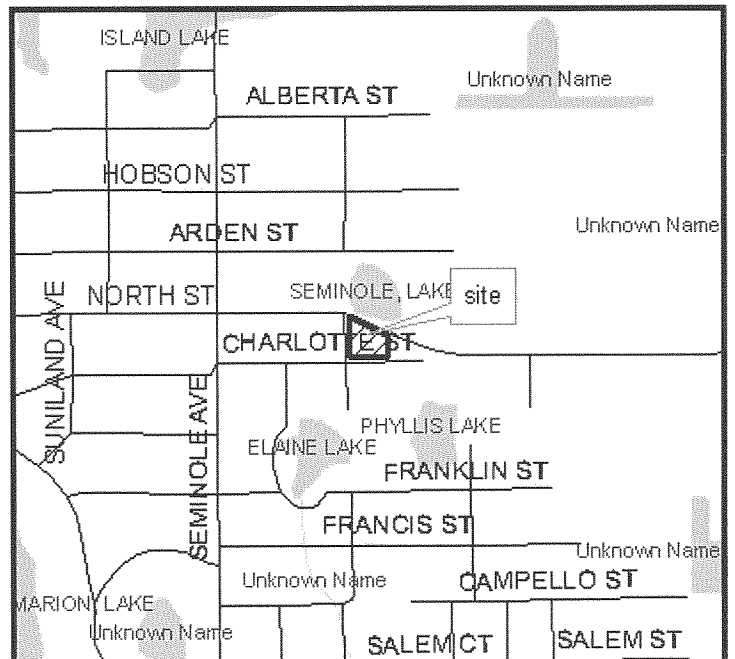 ISLAND LAKE
Unknown Name
ALBERTA ST
HOBSON ST
Unknown Name
ARDEN ST
SEMINOLE, LAKE
site
NORTH ST
SUNILAND AVE
CHARLOTTE ST
SEMINOLE AVE
PHYLLIS LAKE
ELAINE LAKE
FRANKLIN ST
FRANCIS ST
Unknown Name
Unknown Name
CAMPELLO ST
MARION, LAKE
Unknown Name
SALEM CT
SALEM ST